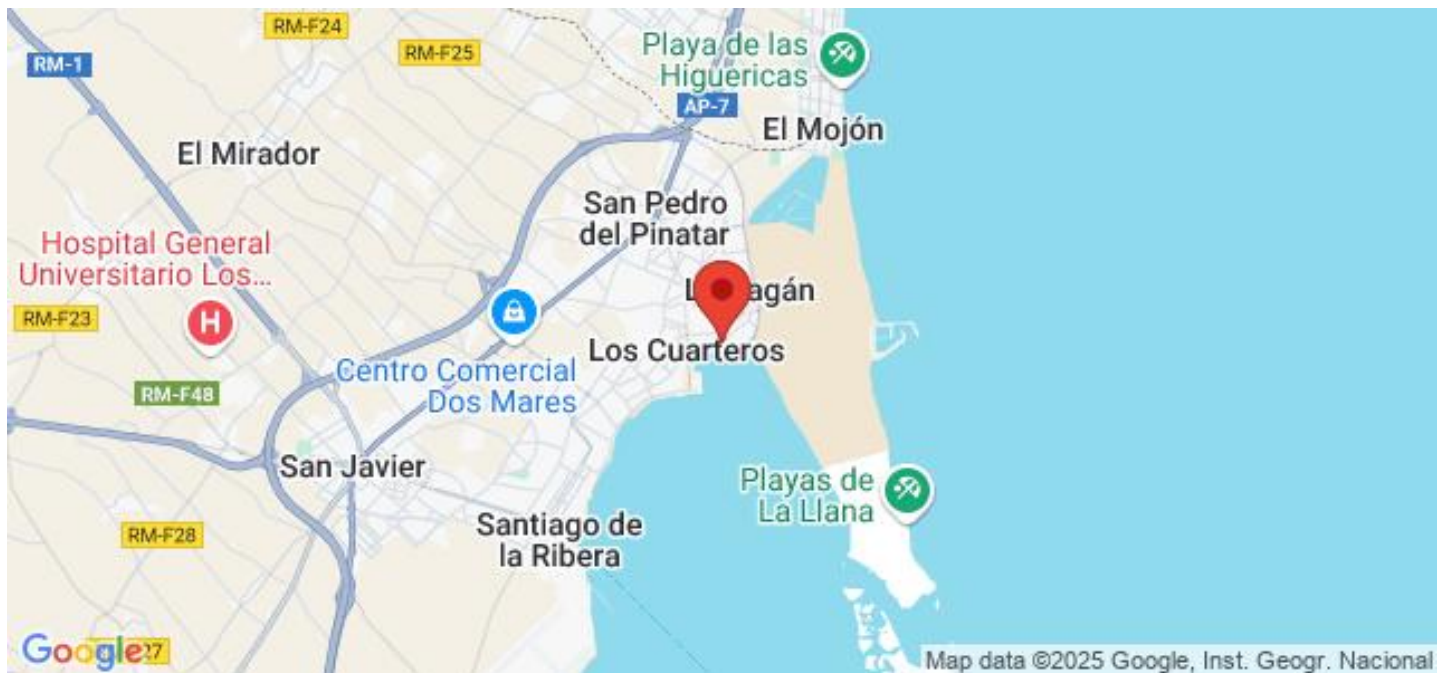 RM-F24
RM-F25
RM-1
Playa de las
Higuericas
AP-7
El Mojón
El Mirador
San Pedro
del Pinatar
Hospital General
Universitario Los...
H
RM-F23
Los Cuarteros
Centro Comercial
Dos Mares
RM-F48
San Javier
Playas de
La Llana
RM-F28
Santiago de
la Ribera
Google
Map data ©2025 Google, Inst. Geogr. Nacional